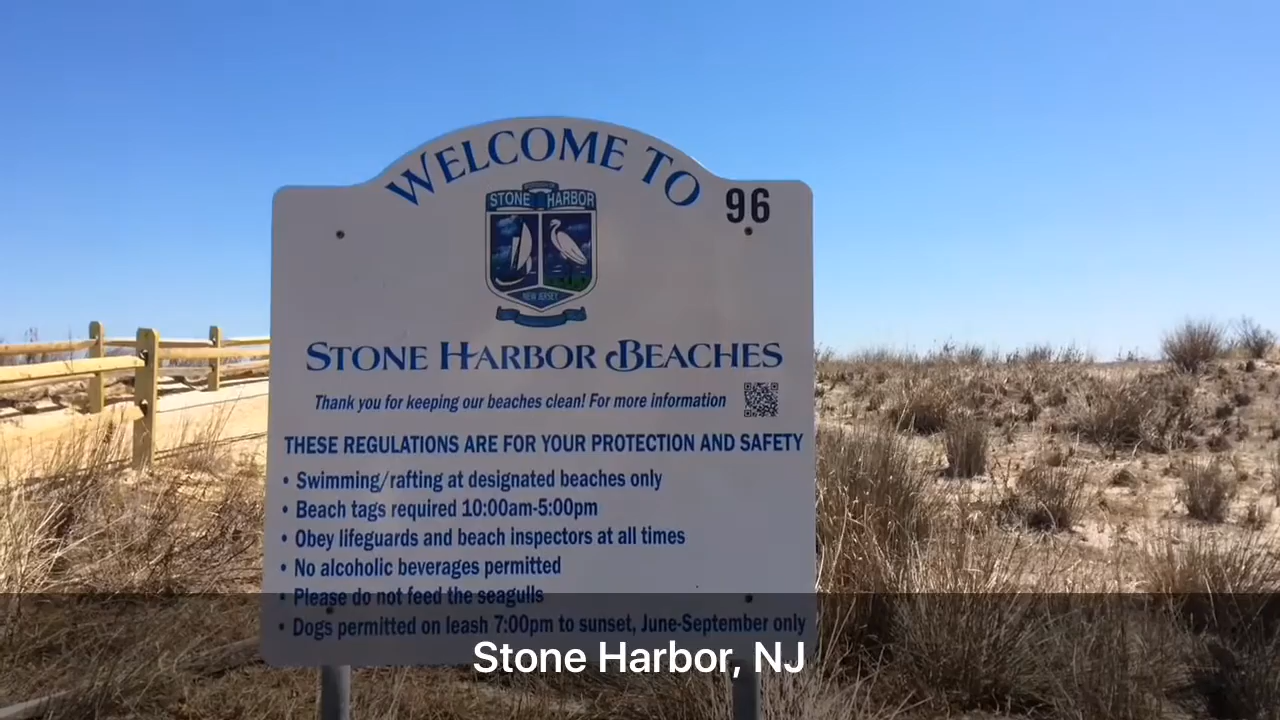 WELCOME TO
96
STONE HARBOR
NEW JERSEY
STONE HARBOR BEACHES
Thank you for keeping our beaches clean! For more information
THESE REGULATIONS ARE FOR YOUR PROTECTION AND SAFETY
• Swimming/rafting at designated beaches only
• Beach tags required 10:00am-5:00pm
• Obey lifeguards and beach inspectors at all times
• No alcoholic beverages permitted
• Please do not feed the seagulls
• Dogs permitted on leash 7:00pm to sunset, June-September only
Stone Harbor, NJ